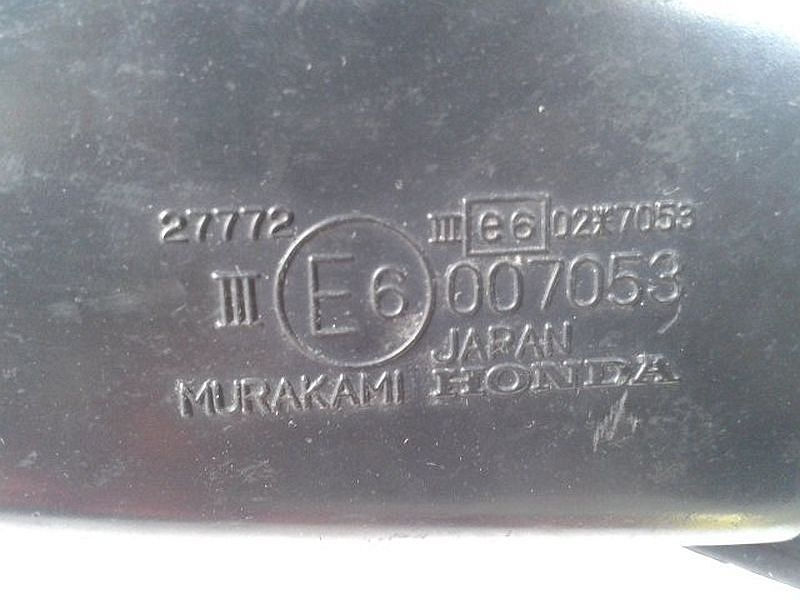 27772 III e6 02*7053
III E6 007053
JAPAN
MURAKAMI HONDA